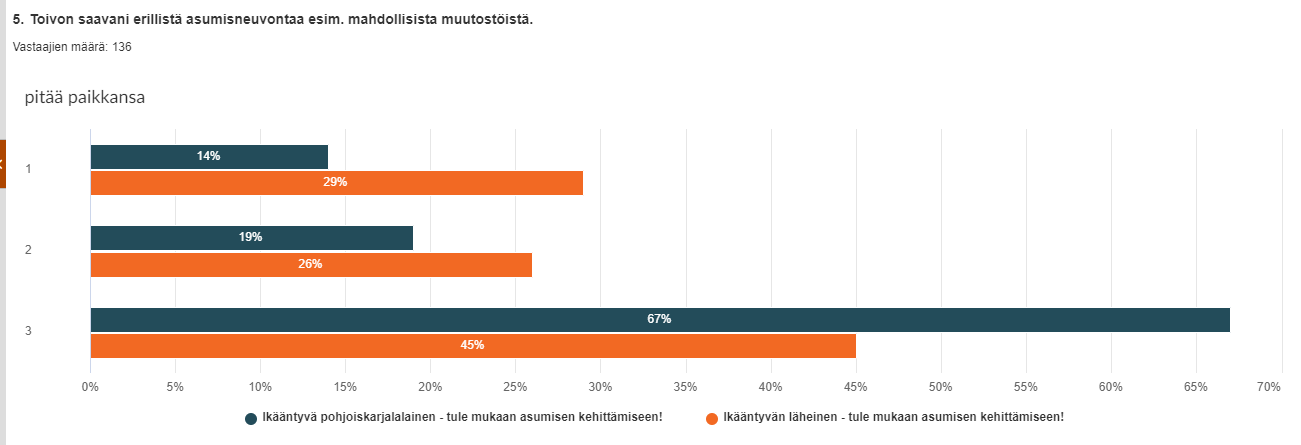 5. Toivon saavani erillistä asumisneuvontaa esim. mahdollisista muutostöistä.
Vastaajien määrä: 136
pitää paikkansa
1
14%
29%
2
19%
26%
3
67%
45%
0% 5% 10% 15% 20% 25% 30% 35% 40% 45% 50% 55% 60% 65% 70%
Ikääntyvä pohjoiskarjalalainen - tule mukaan asumisen kehittämiseen! Ikääntyvän läheinen - tule mukaan asumisen kehittämiseen!